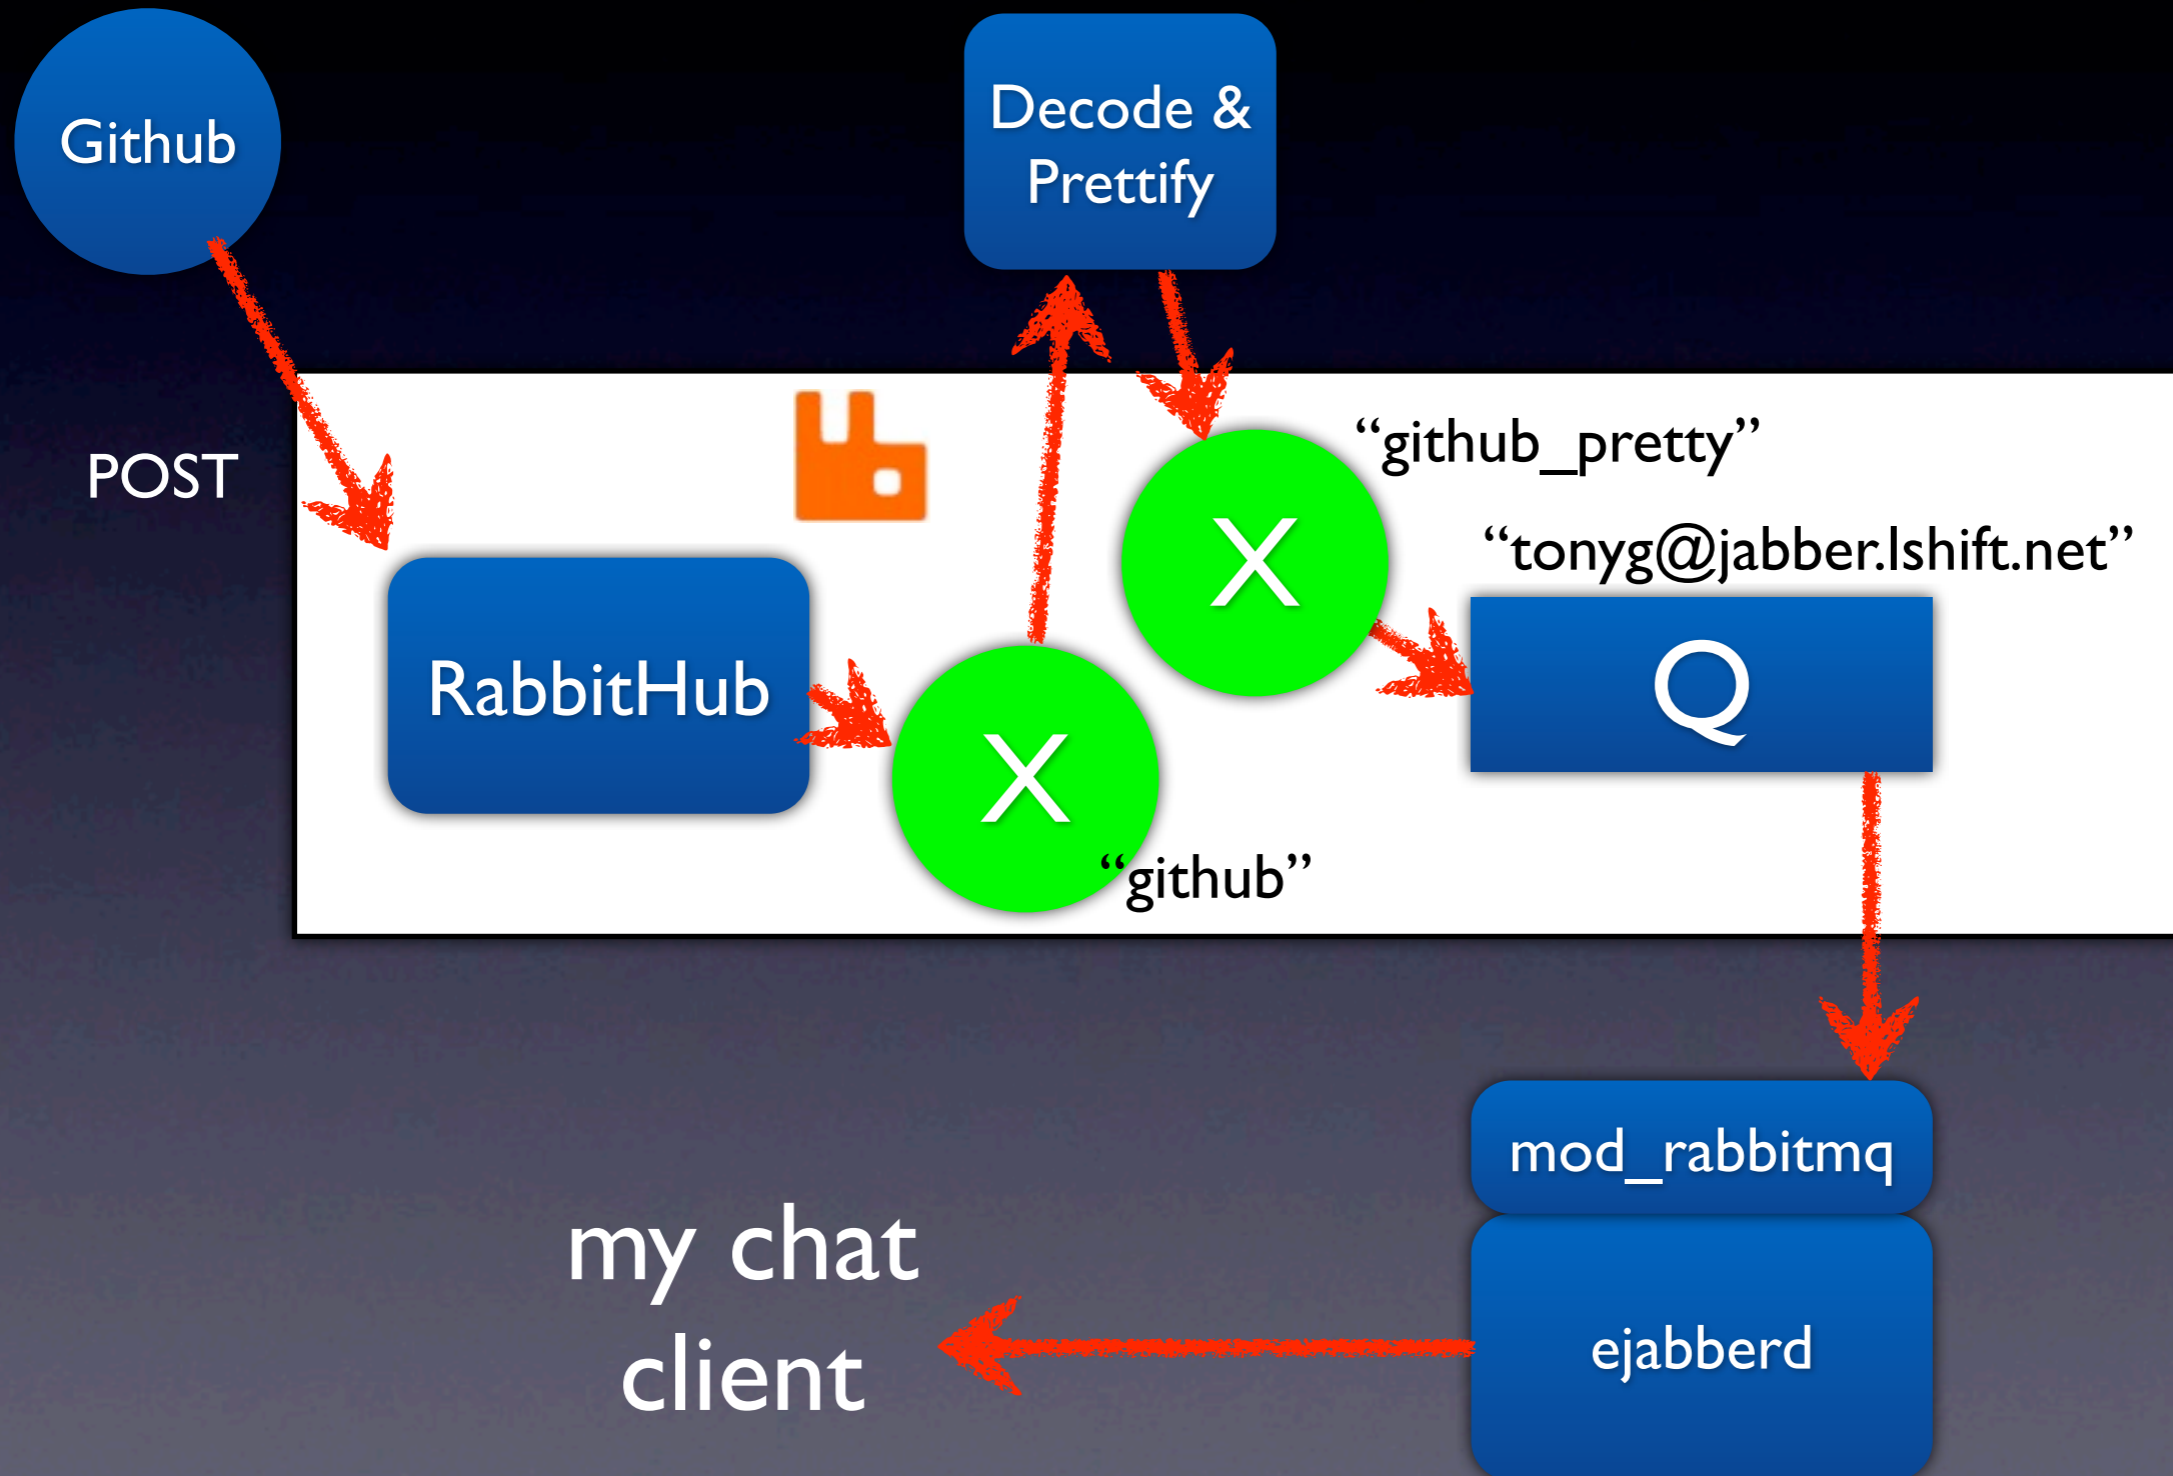 Github
Decode &
Prettify
POST
“github_pretty”
“tonyg@jabber.lshift.net”
X
RabbitHub
Q
X
“github”
mod_rabbitmq
my chat
client
ejabberd